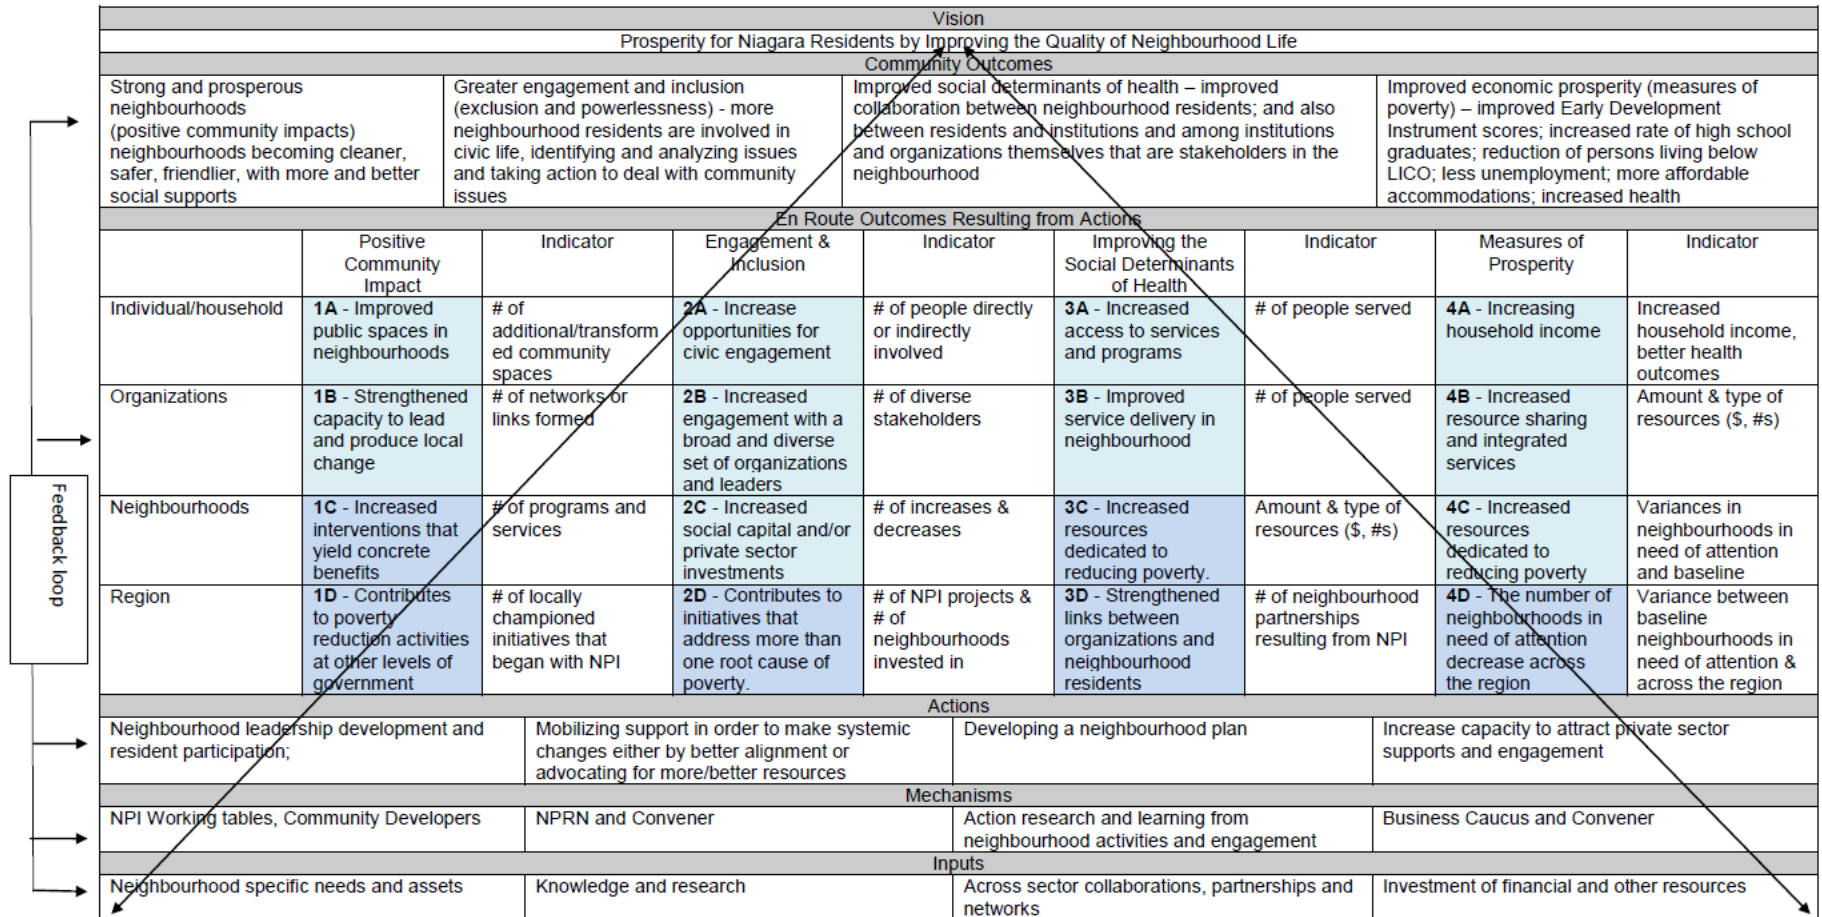 Vision
Prosperity for Niagara Residents by Improving the Quality of Neighbourhood Life
Community Outcomes
Strong and prosperous
neighbourhoods
(positive community impacts)
neighbourhoods becoming cleaner,
safer, friendlier, with more and better
social supports
Greater engagement and inclusion
(exclusion and powerlessness) - more
neighbourhood residents are involved in
civic life, identifying and analyzing issues
and taking action to deal with community
issues
Improved social determinants of health – improved
collaboration between neighbourhood residents; and also
between residents and institutions and among institutions
and organizations themselves that are stakeholders in the
neighbourhood
Improved economic prosperity (measures of
poverty) – improved Early Development
Instrument scores; increased rate of high school
graduates; reduction of persons living below
LICO; less unemployment; more affordable
accommodations; increased health
En Route Outcomes Resulting from Actions
Positive
Community
Impact
Indicator
Engagement &
Inclusion
Indicator
Improving the
Social Determinants
of Health
Indicator
Measures of
Prosperity
Indicator
Individual/household
1A - Improved
public spaces in
neighbourhoods
# of
additional/transform
ed community
spaces
2A - Increase
opportunities for
civic engagement
# of people directly
or indirectly
involved
3A - Increased
access to services
and programs
# of people served
4A - Increasing
household income
Increased
household income,
better health
outcomes
Organizations
1B - Strengthened
capacity to lead
and produce local
change
# of networks or
links formed
2B - Increased
engagement with a
broad and diverse
set of organizations
and leaders
# of diverse
stakeholders
3B - Improved
service delivery in
neighbourhood
# of people served
4B - Increased
resource sharing
and integrated
services
Amount & type of
resources ($, #s)
Neighbourhoods
1C - Increased
interventions that
yield concrete
benefits
# of programs and
services
2C - Increased
social capital and/or
private sector
investments
# of increases &
decreases
3C - Increased
resources
dedicated to
reducing poverty.
Amount & type of
resources ($, #s)
4C - Increased
resources
dedicated to
reducing poverty
Variances in
neighbourhoods in
need of attention
and baseline
Region
1D - Contributes
to poverty
reduction activities
at other levels of
government
# of locally
championed
initiatives that
began with NPI
2D - Contributes to
initiatives that
address more than
one root cause of
poverty.
# of NPI projects &
# of
neighbourhoods
invested in
3D - Strengthened
links between
organizations and
neighbourhood
residents
# of neighbourhood
partnerships
resulting from NPI
4D - The number of
neighbourhoods in
need of attention
decrease across
the region
Variance between
baseline
neighbourhoods in
need of attention &
across the region
Actions
Neighbourhood leadership development and
resident participation;
Mobilizing support in order to make systemic
changes either by better alignment or
advocating for more/better resources
Developing a neighbourhood plan
Increase capacity to attract private sector
supports and engagement
Mechanisms
NPI Working tables, Community Developers
NPRN and Convener
Action research and learning from
neighbourhood activities and engagement
Business Caucus and Convener
Inputs
Neighbourhood specific needs and assets
Knowledge and research
Across sector collaborations, partnerships and
networks
Investment of financial and other resources
Feedback loop